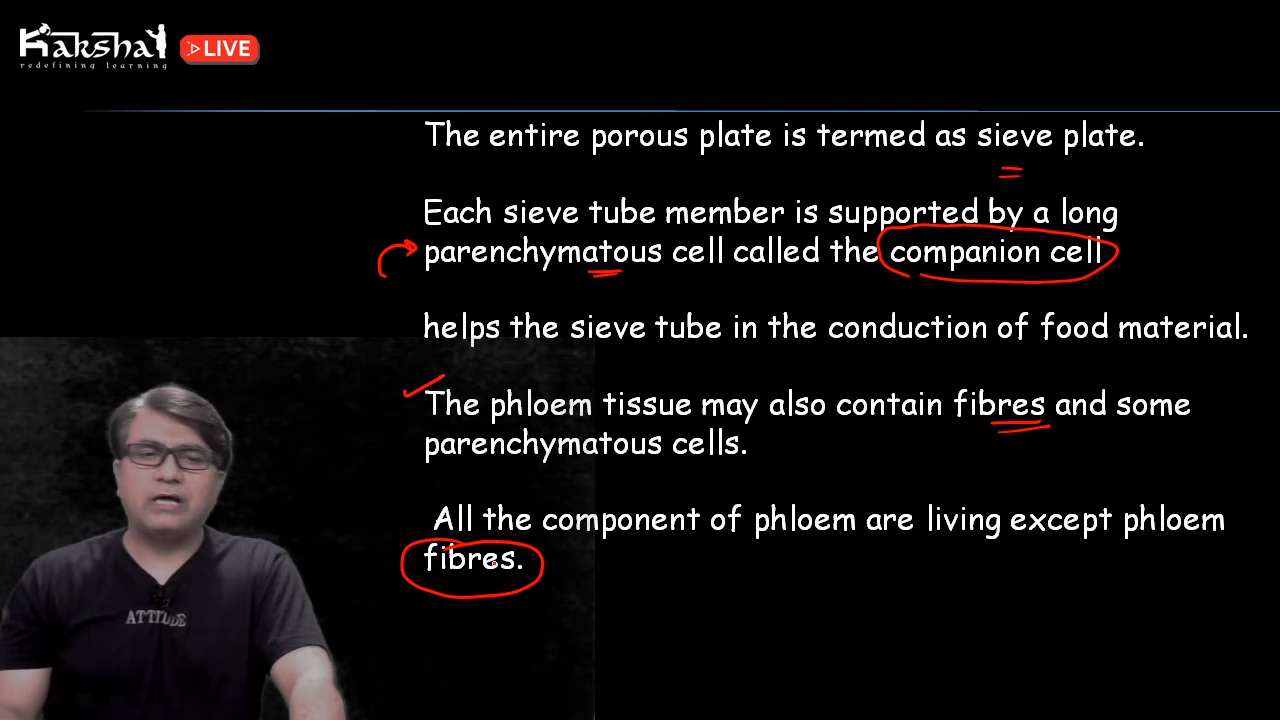 Kaksha
LIVE
redefining learning
The entire porous plate is termed as sieve plate.
Each sieve tube member is supported by a long
parenchymatous cell called the companion cell
helps the sieve tube in the conduction of food material.
The phloem tissue may also contain fibres and some
parenchymatous cells.
All the component of phloem are living except phloem
fibres.
ATTITUDE